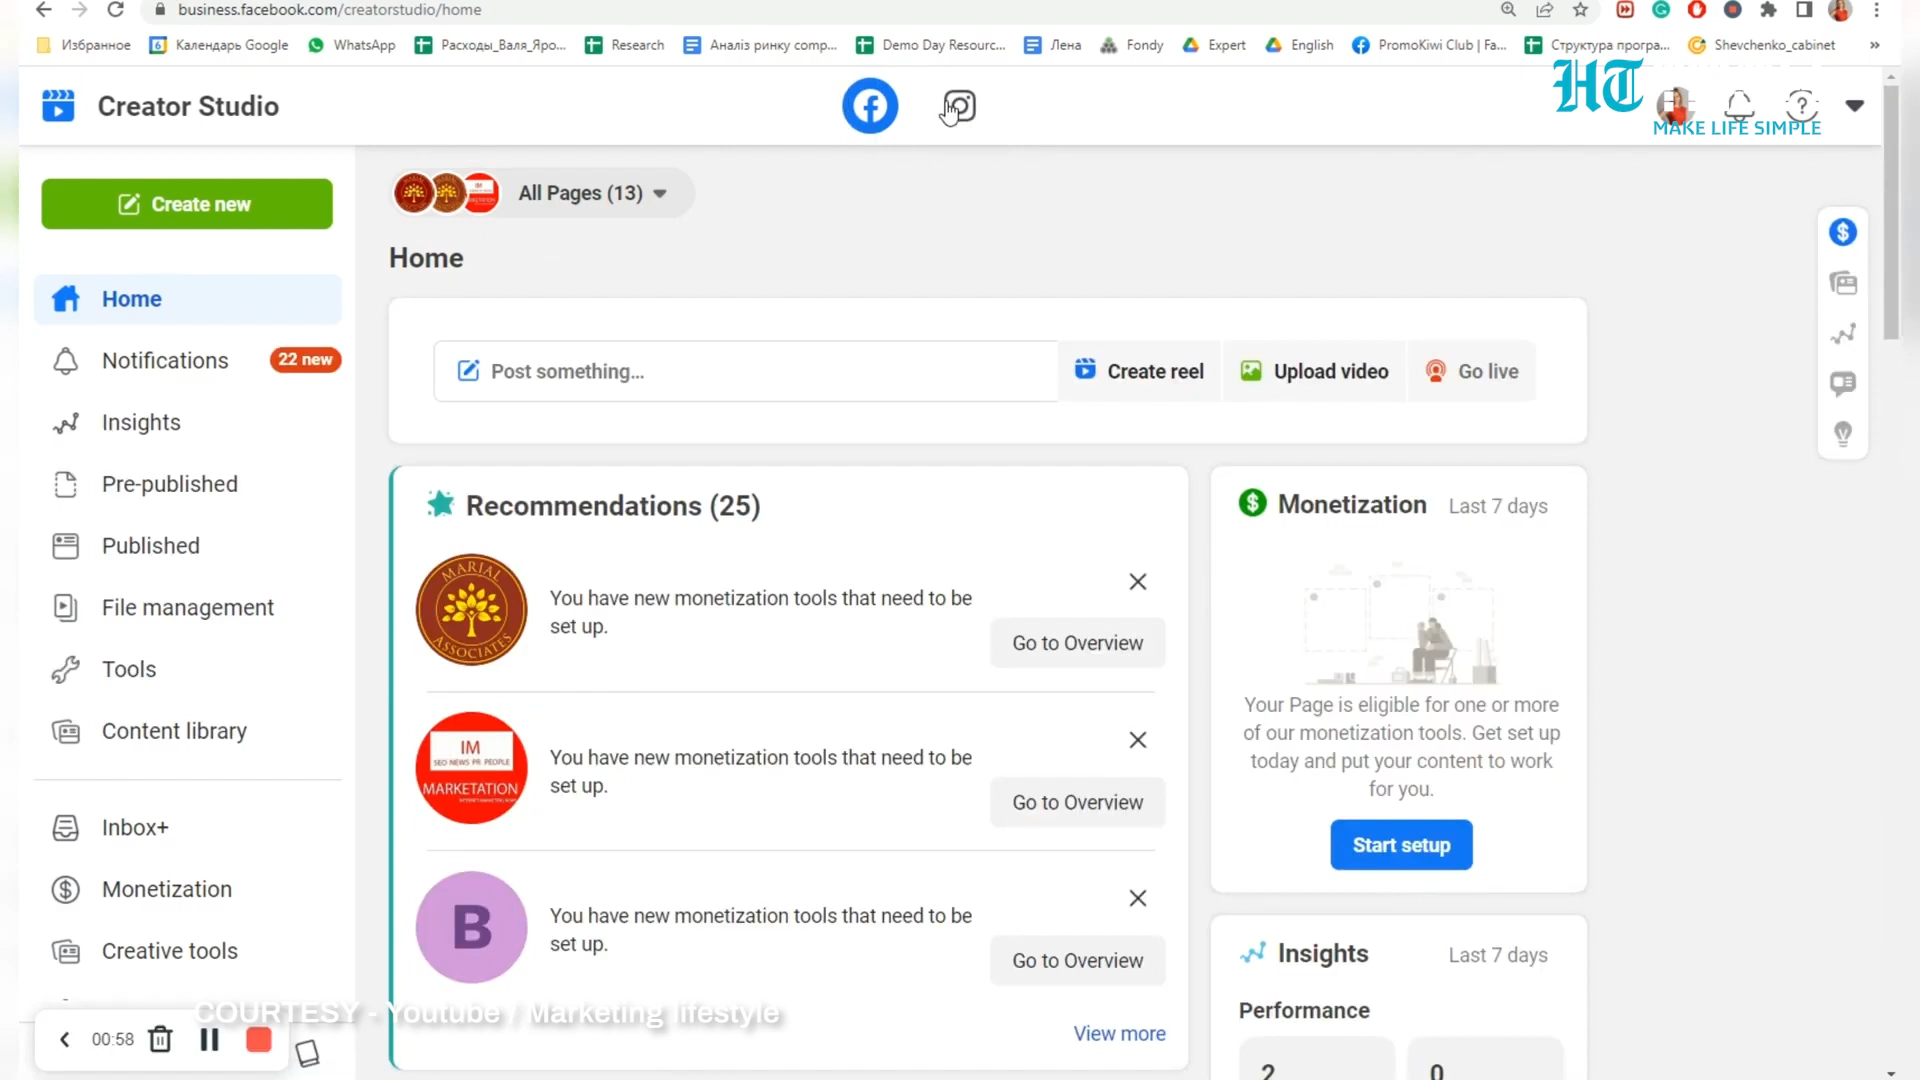 business.facebook.com/creatorstudio/home
Избранное
Календарь Google
WhatsApp
Расходы_Валя_Яро...
Research
Аналіз ринку comp...
Demo Day Resourc...
Лена
Fondy
Expert
English
PromoKiwi Club | Fa...
Структура програ...
Shevchenko_cabinet
»
Creator Studio
HT
MAKE LIFE SIMPLE
Create new
All Pages (13)
Home
Home
Notifications
22 new
Insights
Pre-published
Published
File management
Tools
Content library
Inbox+
Monetization
Creative tools
Post something...
Create reel
Upload video
Go live
Recommendations (25)
MARIAL
ASSOCIATES
You have new monetization tools that need to be
set up.
Go to Overview
IM
SEO NEWS PR PEOPLE
MARKETATION
You have new monetization tools that need to be
set up.
Go to Overview
B
You have new monetization tools that need to be
set up.
Go to Overview
View more
Monetization
Last 7 days
Your Page is eligible for one or more
of our monetization tools. Get set up
today and put your content to work
for you.
Start setup
Insights
Last 7 days
Performance
2
0
COURTESY - Youtube / Marketing lifestyle
00:58